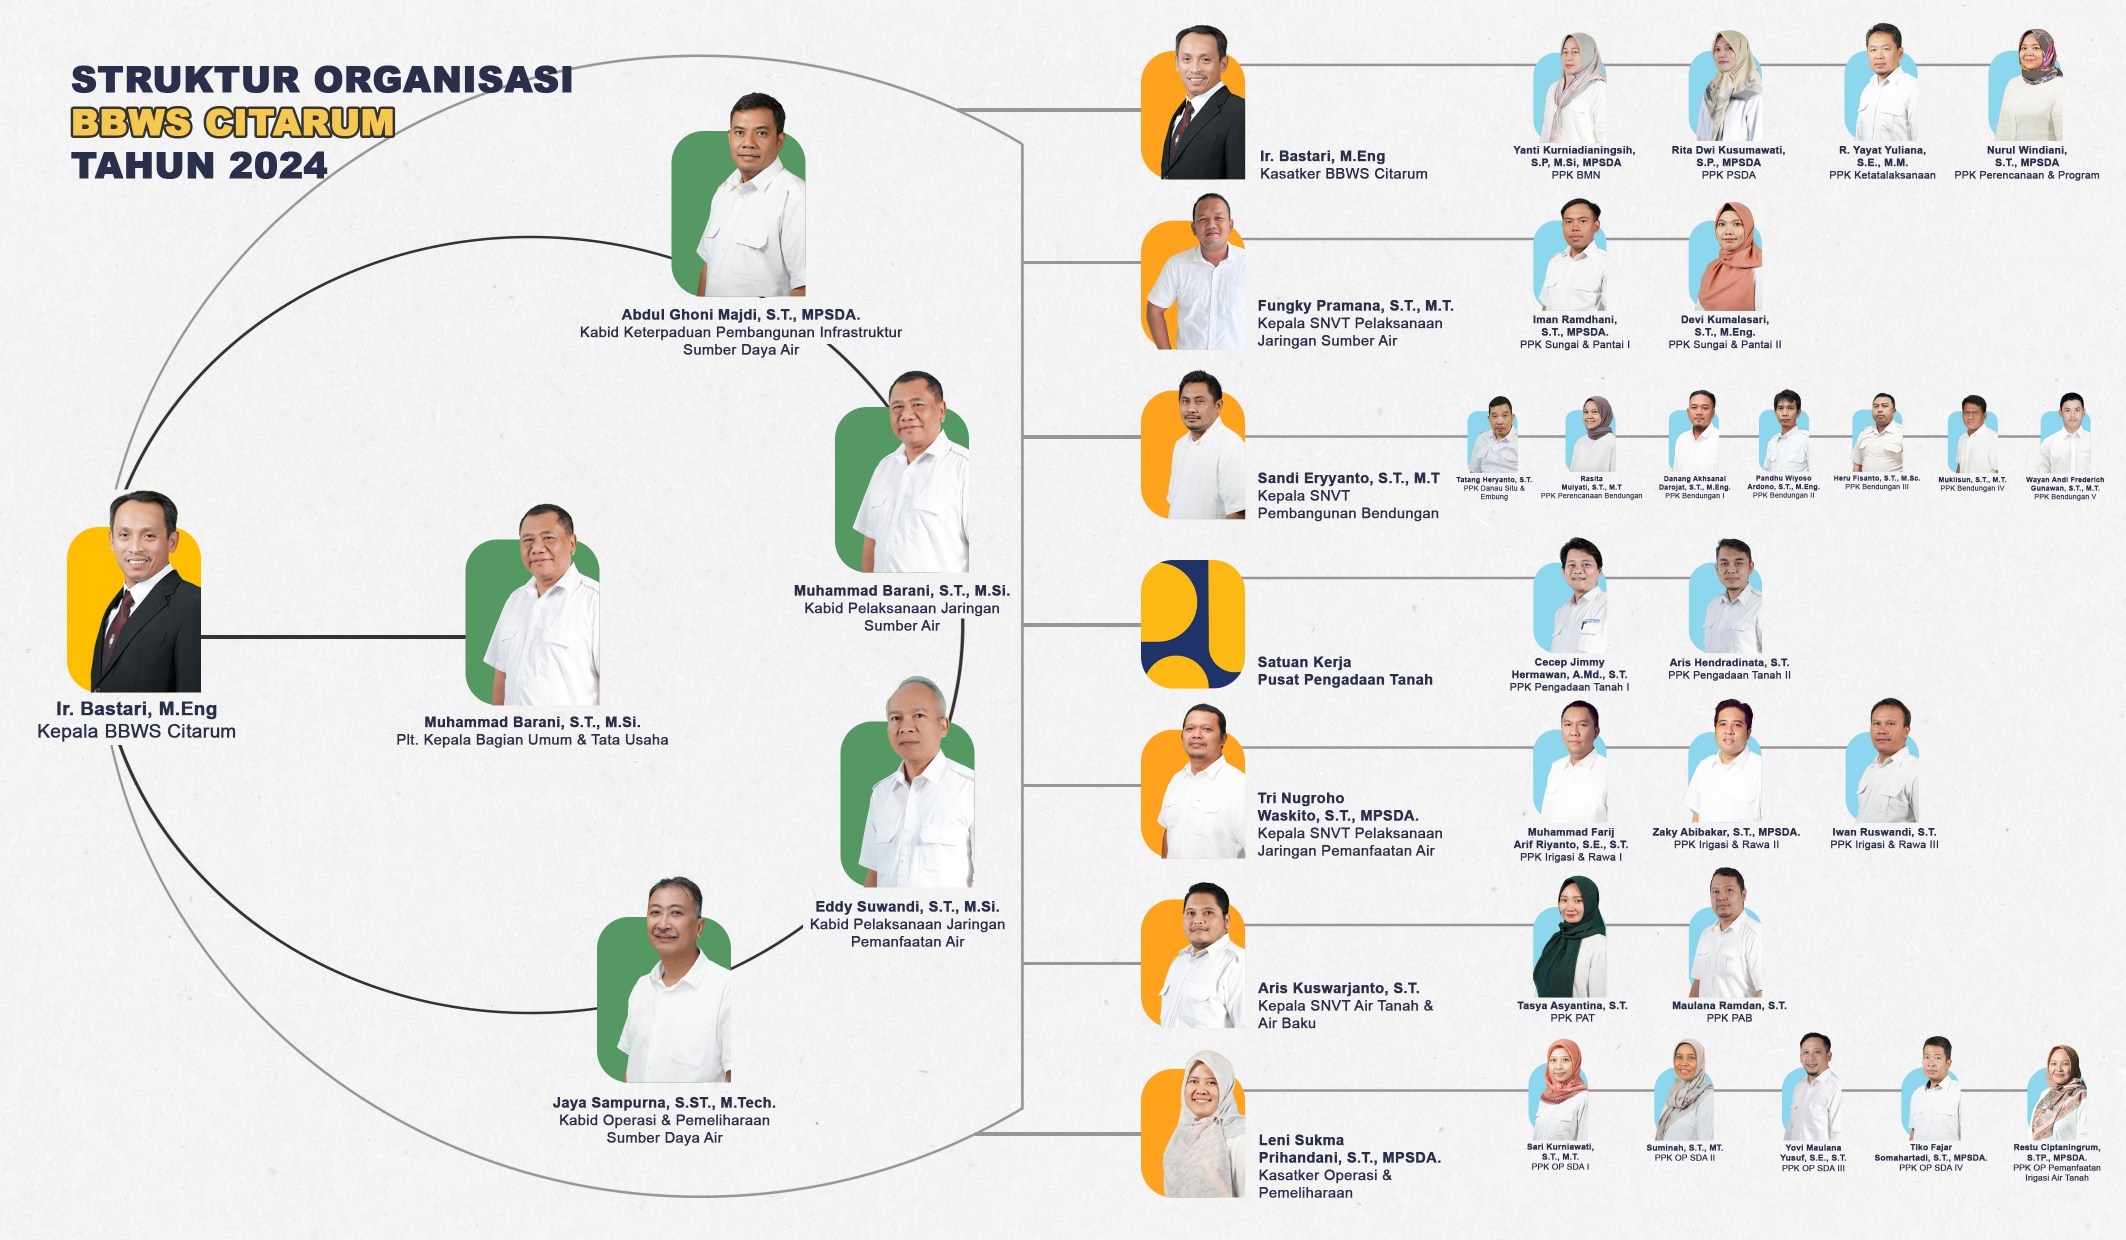 STRUKTUR ORGANISASI
BBWS CITARUM
TAHUN 2024
Ir. Bastari, M.Eng
Kepala BBWS Citarum
Abdul Ghoni Majdi, S.T., MPSDA.
Kabid Keterpaduan Pembangunan Infrastruktur
Sumber Daya Air
Muhammad Barani, S.T., M.Si.
Kabid Pelaksanaan Jaringan
Sumber Air
Muhammad Barani, S.T., M.Si.
Plt. Kepala Bagian Umum & Tata Usaha
Eddy Suwandi, S.T., M.Si.
Kabid Pelaksanaan Jaringan
Pemanfaatan Air
Jaya Sampurna, S.ST., M.Tech.
Kabid Operasi & Pemeliharaan
Sumber Daya Air
Ir. Bastari, M.Eng
Kasatker BBWS Citarum
Yanti Kurniadianingsih,
S.P, M.Si, MPSDA
PPK BMN
Rita Dwi Kusumawati,
S.P., MPSDA
PPK PSDA
R. Yayat Yuliana,
S.E., M.M.
PPK Ketatalaksanaan
Nurul Windiani,
S.T., MPSDA
PPK Perencanaan & Program
Fungky Pramana, S.T., M.T.
Kepala SNVT Pelaksanaan
Jaringan Sumber Air
Iman Ramdhani,
S.T., MPSDA.
PPK Sungai & Pantai I
Devi Kumalasari,
S.T., M.Eng.
PPK Sungai & Pantai II
Sandi Eryyanto, S.T., M.T
Kepala SNVT
Pembangunan Bendungan
Tatang Heryanto, S.T.
PPK Danau Situ &
Embung
Rasita
Mulyati, S.T., M.T
PPK Perencanaan Bendungan
Danang Akhsanal
Darojat, S.T., M.Eng.
PPK Bendungan I
Pandhu Wiyoso
Ardono, S.T., M.Eng.
PPK Bendungan II
Heru Fisanto, S.T., M.Sc.
PPK Bendungan III
Muklisun, S.T., M.T.
PPK Bendungan IV
Wayan Andi Frederich
Gunawan, S.T., M.T.
PPK Bendungan V
Satuan Kerja
Pusat Pengadaan Tanah
Cecep Jimmy
Hermawan, A.Md., S.T.
PPK Pengadaan Tanah I
Aris Hendradinata, S.T.
PPK Pengadaan Tanah II
Tri Nugroho
Waskito, S.T., MPSDA.
Kepala SNVT Pelaksanaan
Jaringan Pemanfaatan Air
Muhammad Farij
Arif Riyanto, S.E., S.T.
PPK Irigasi & Rawa I
Zaky Abibakar, S.T., MPSDA.
PPK Irigasi & Rawa II
Iwan Ruswandi, S.T.
PPK Irigasi & Rawa III
Aris Kuswarjanto, S.T.
Kepala SNVT Air Tanah &
Air Baku
Tasya Asyantina, S.T.
PPK PAT
Maulana Ramdan, S.T.
PPK PAB
Leni Sukma
Prihandani, S.T., MPSDA.
Kasatker Operasi &
Pemeliharaan
Sari Kurniawati,
S.T., M.T.
PPK OP SDA I
Suminah, S.T., MT.
PPK OP SDA II
Yovi Maulana
Yusuf, S.E., S.T.
PPK OP SDA III
Tiko Fajar
Somahartadi, S.T., MPSDA.
PPK OP SDA IV
Restu Ciptaningrum,
S.TP., MPSDA.
PPK OP Pemanfaatan
Irigasi Air Tanah